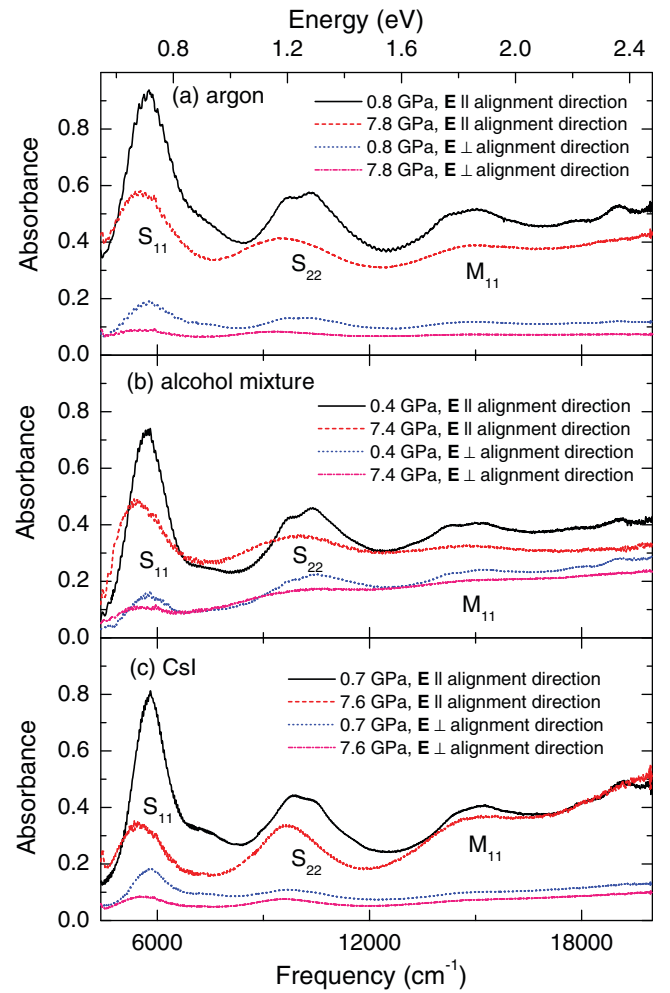 Energy (eV)
0.8 1.2 1.6 2.0 2.4
(a) argon
0.8 GPa, E || alignment direction
7.8 GPa, E || alignment direction
0.8 GPa, E ⊥ alignment direction
7.8 GPa, E ⊥ alignment direction
Absorbance
0.8
0.6
0.4
0.2
0.0
S₁₁
S₂₂
M₁₁
(b) alcohol mixture
0.4 GPa, E || alignment direction
7.4 GPa, E || alignment direction
0.4 GPa, E ⊥ alignment direction
7.4 GPa, E ⊥ alignment direction
Absorbance
0.8
0.6
0.4
0.2
0.0
S₁₁
S₂₂
M₁₁
(c) CsI
0.7 GPa, E || alignment direction
7.6 GPa, E || alignment direction
0.7 GPa, E ⊥ alignment direction
7.6 GPa, E ⊥ alignment direction
Absorbance
0.8
0.6
0.4
0.2
0.0
S₁₁
S₂₂
M₁₁
6000 12000 18000
Frequency (cm⁻¹)